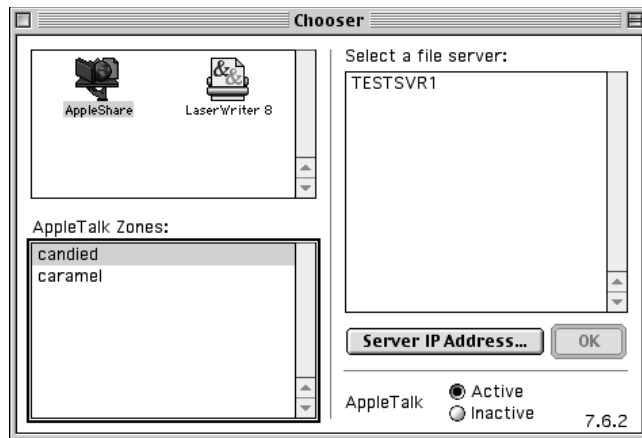 Chooser
AppleShare
LaserWriter 8
AppleTalk Zones:
candied
caramel
Select a file server:
TESTSVR1
Server IP Address...
OK
AppleTalk
Active
Inactive
7.6.2